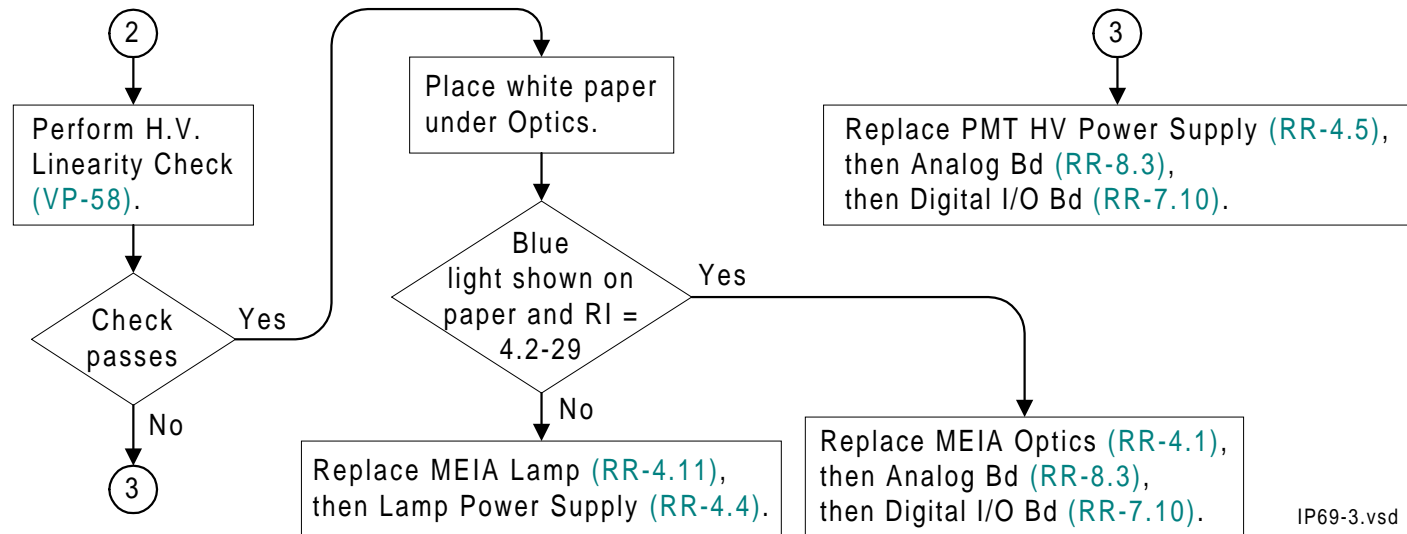 2
Perform H.V.
Linearity Check
(VP-58).
Check
passes
Yes
No
3
Place white paper
under Optics.
Blue
light shown on
paper and RI =
4.2-29
Yes
No
Replace MEIA Lamp (RR-4.11),
then Lamp Power Supply (RR-4.4).
Replace MEIA Optics (RR-4.1),
then Analog Bd (RR-8.3),
then Digital I/O Bd (RR-7.10).
3
Replace PMT HV Power Supply (RR-4.5),
then Analog Bd (RR-8.3),
then Digital I/O Bd (RR-7.10).
IP69-3.vsd